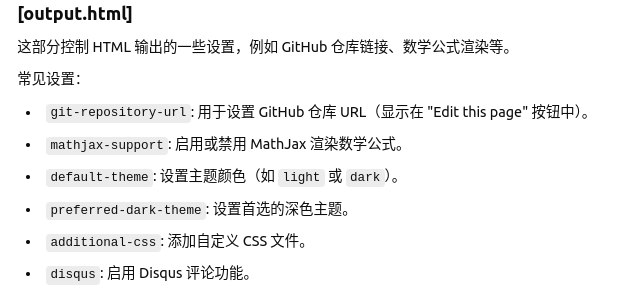 [output.html]
这部分控制 HTML 输出的一些设置，例如 GitHub 仓库链接、数学公式渲染等。
常见设置：
• git-repository-url: 用于设置 GitHub 仓库 URL（显示在 "Edit this page" 按钮中）。
• mathjax-support: 启用或禁用 MathJax 渲染数学公式。
• default-theme: 设置主题颜色（如 light 或 dark）。
• preferred-dark-theme: 设置首选的深色主题。
• additional-css: 添加自定义 CSS 文件。
• disqus: 启用 Disqus 评论功能。